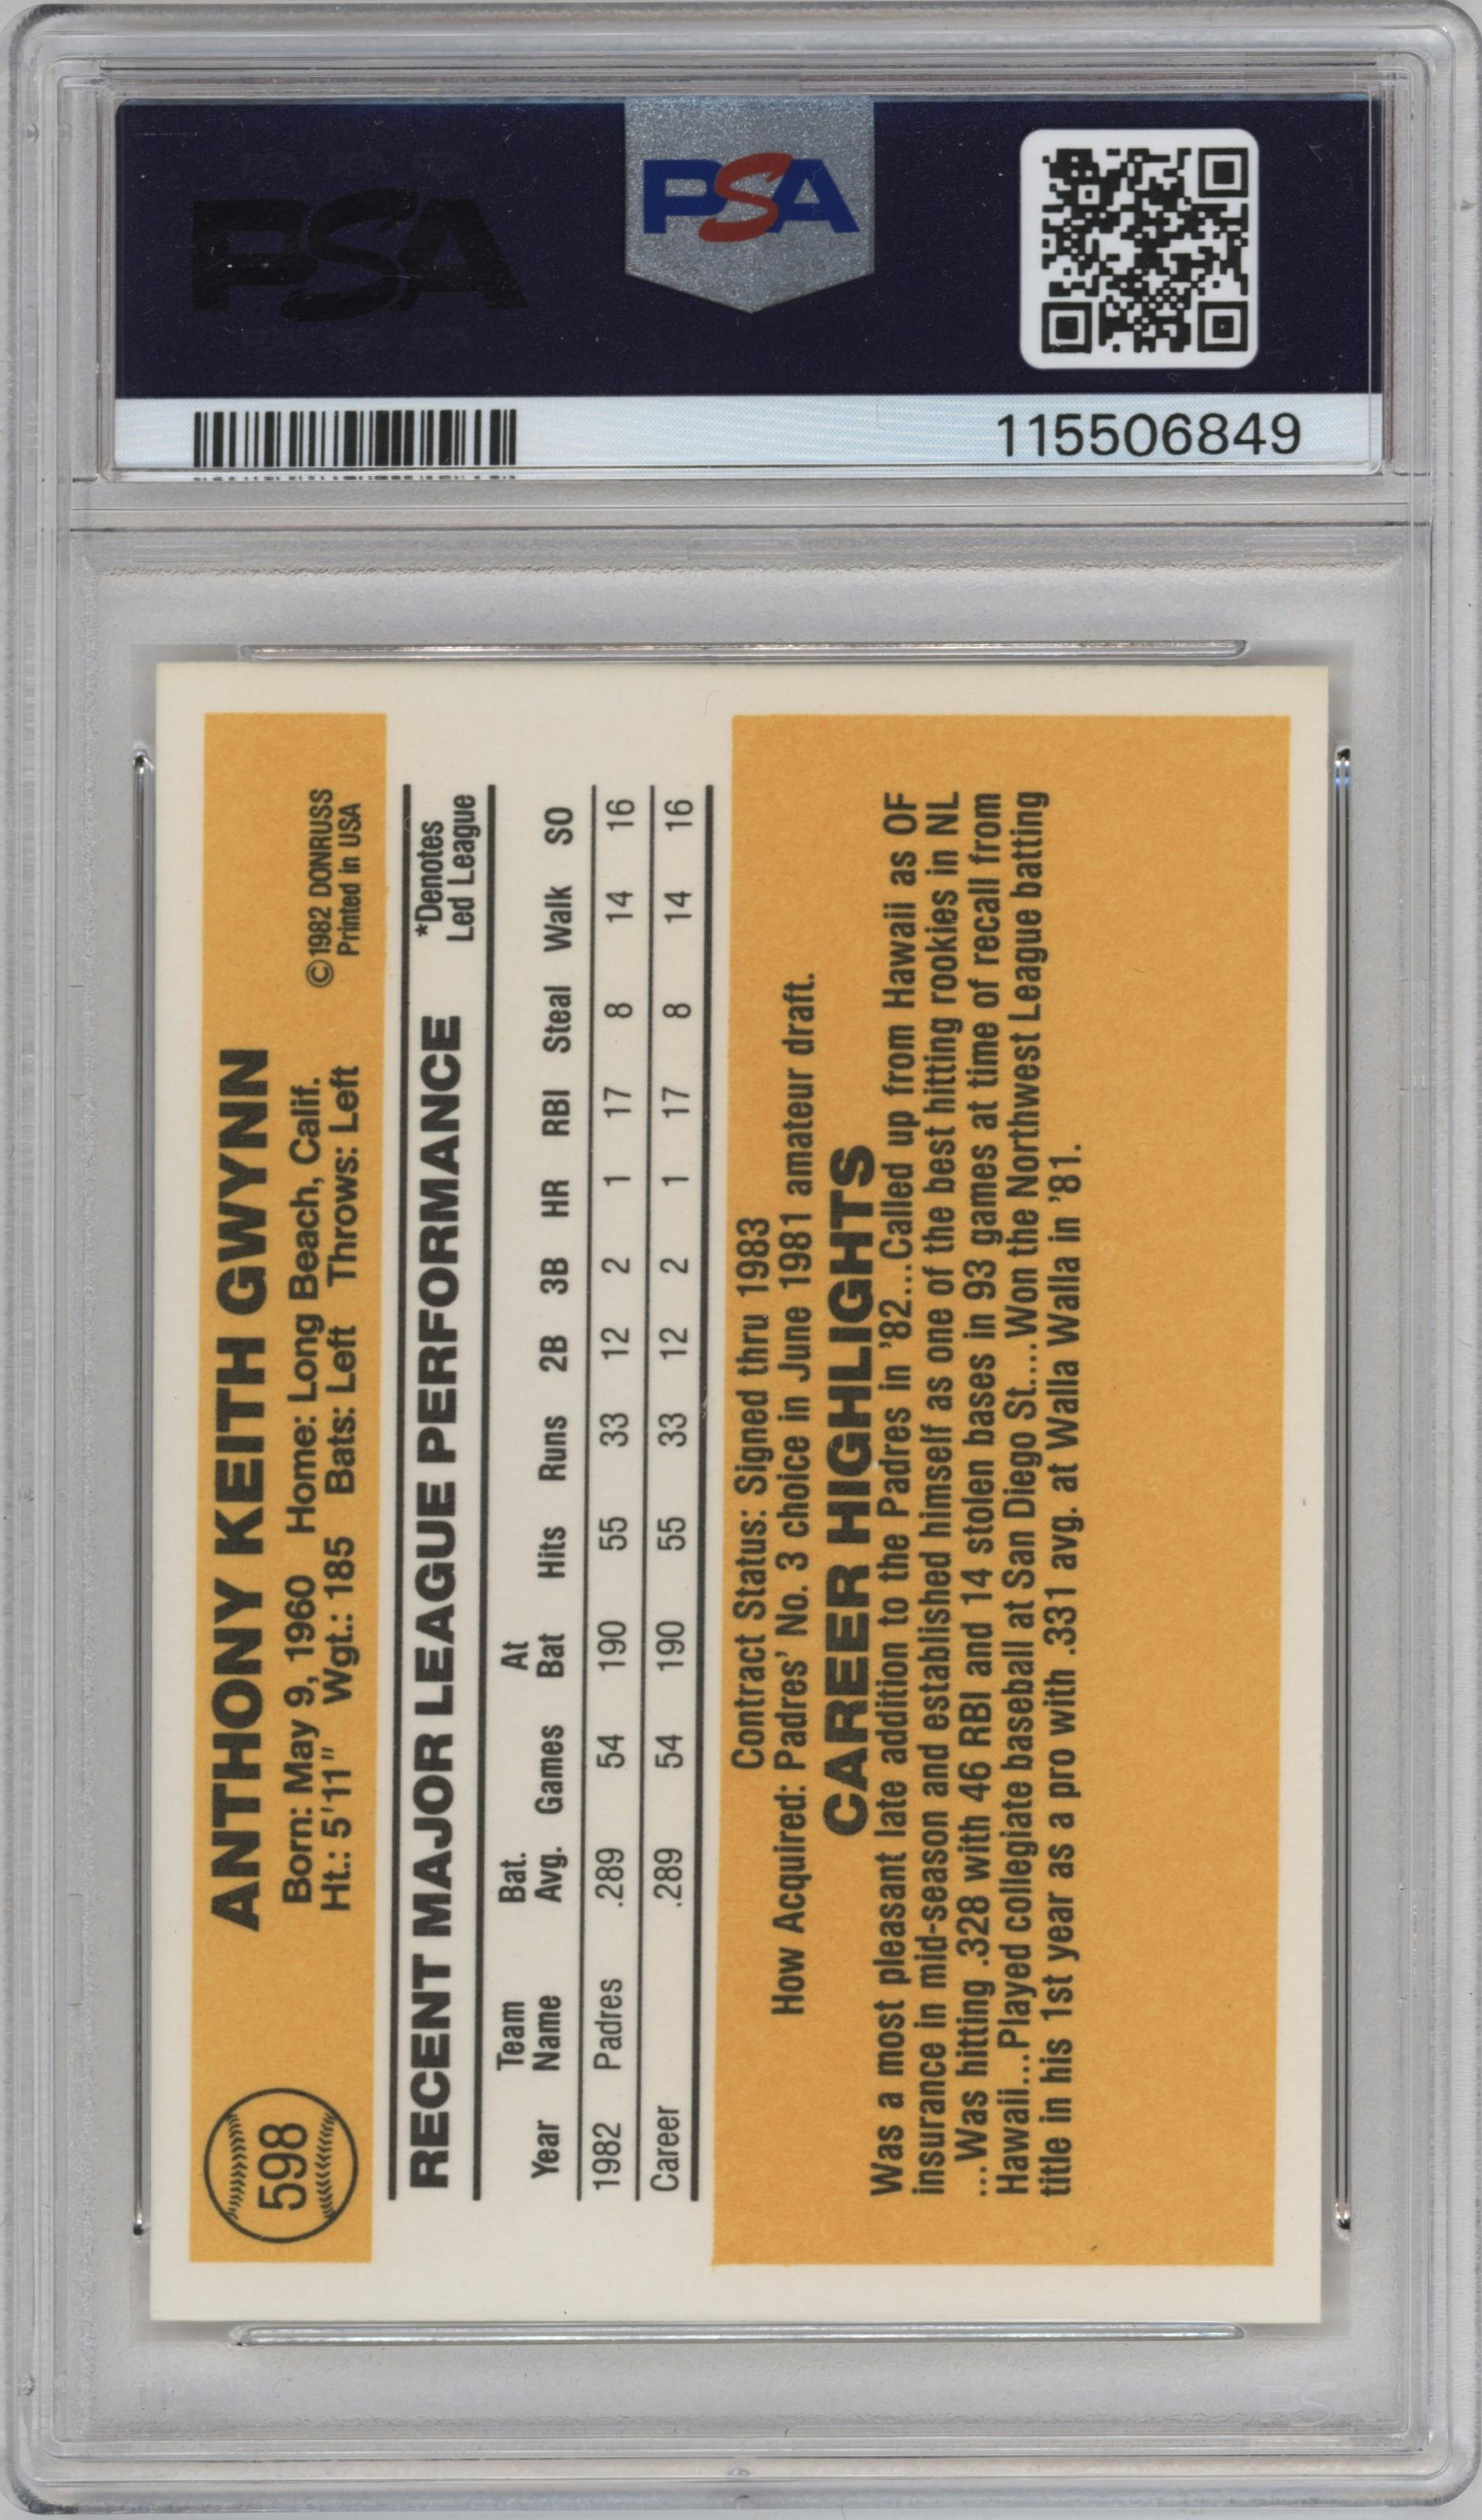 PSA
PSA
115506849
598
ANTHONY KEITH GWYNN
Born: May 9, 1960 Home: Long Beach, Calif.
Ht.: 5'11" Wgt.: 185 Bats: Left Throws: Left
©1982 DONRUSS
Printed in USA
RECENT MAJOR LEAGUE PERFORMANCE
*Denotes
Led League
Year Team Name Bat. Avg. Games At Bat Hits Runs 2B 3B HR RBI Steal Walk SO
1982 Padres .289 54 190 55 33 12 2 1 17 8 14 16
Career .289 54 190 55 33 12 2 1 17 8 14 16
Contract Status: Signed thru 1983
How Acquired: Padres' No. 3 choice in June 1981 amateur draft.
CAREER HIGHLIGHTS
Was a most pleasant late addition to the Padres in '82...Called up from Hawaii as OF
insurance in mid-season and established himself as one of the best hitting rookies in NL
...Was hitting .328 with 46 RBI and 14 stolen bases in 93 games at time of recall from
Hawaii...Played collegiate baseball at San Diego St....Won the Northwest League batting
title in his 1st year as a pro with .331 avg. at Walla Walla in '81.